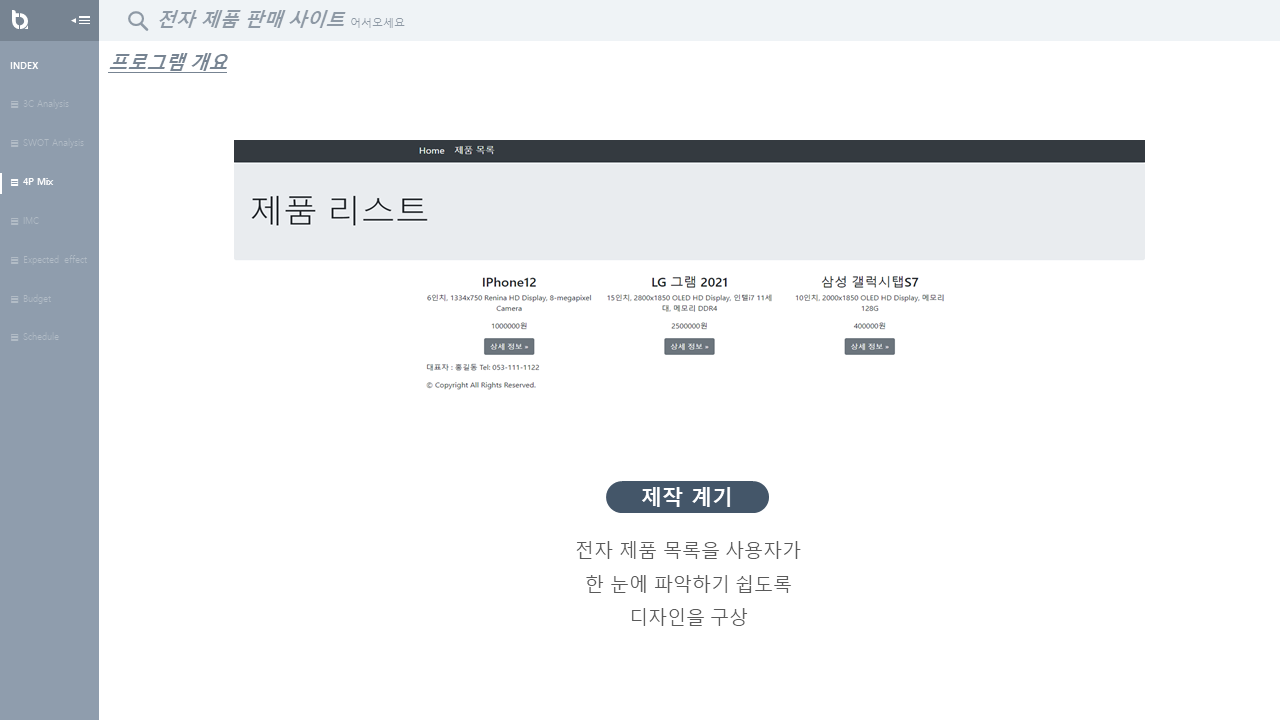 전자 제품 판매 사이트 어서오세요
INDEX
3C Analysis
SWOT Analysis
4P Mix
IMC
Expected effect
Budget
Schedule
프로그램 개요
Home 제품 목록
제품 리스트
IPhone12
6인치, 1334x750 Renina HD Display, 8-megapixel
Camera
1000000원
상세 정보 »
LG 그램 2021
15인치, 2800x1850 OLED HD Display, 인텔i7 11세
대, 메모리 DDR4
2500000원
상세 정보 »
삼성 갤럭시탭S7
10인치, 2000x1850 OLED HD Display, 메모리
128G
400000원
상세 정보 »
대표자 : 홍길동 Tel: 053-111-1122
© Copyright All Rights Reserved.
제작 계기
전자 제품 목록을 사용자가
한 눈에 파악하기 쉽도록
디자인을 구상